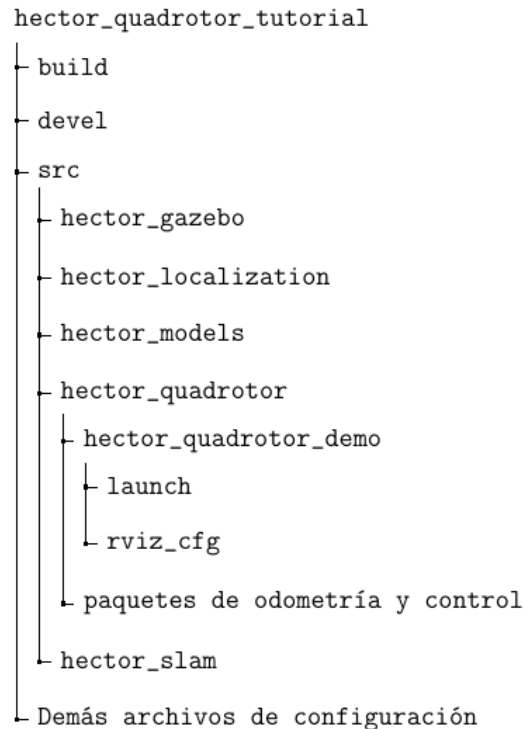 hector_quadrotor_tutorial
build
devel
src
hector_gazebo
hector_localization
hector_models
hector_quadrotor
hector_quadrotor_demo
launch
rviz_cfg
paquetes de odometría y control
hector_slam
Demás archivos de configuración